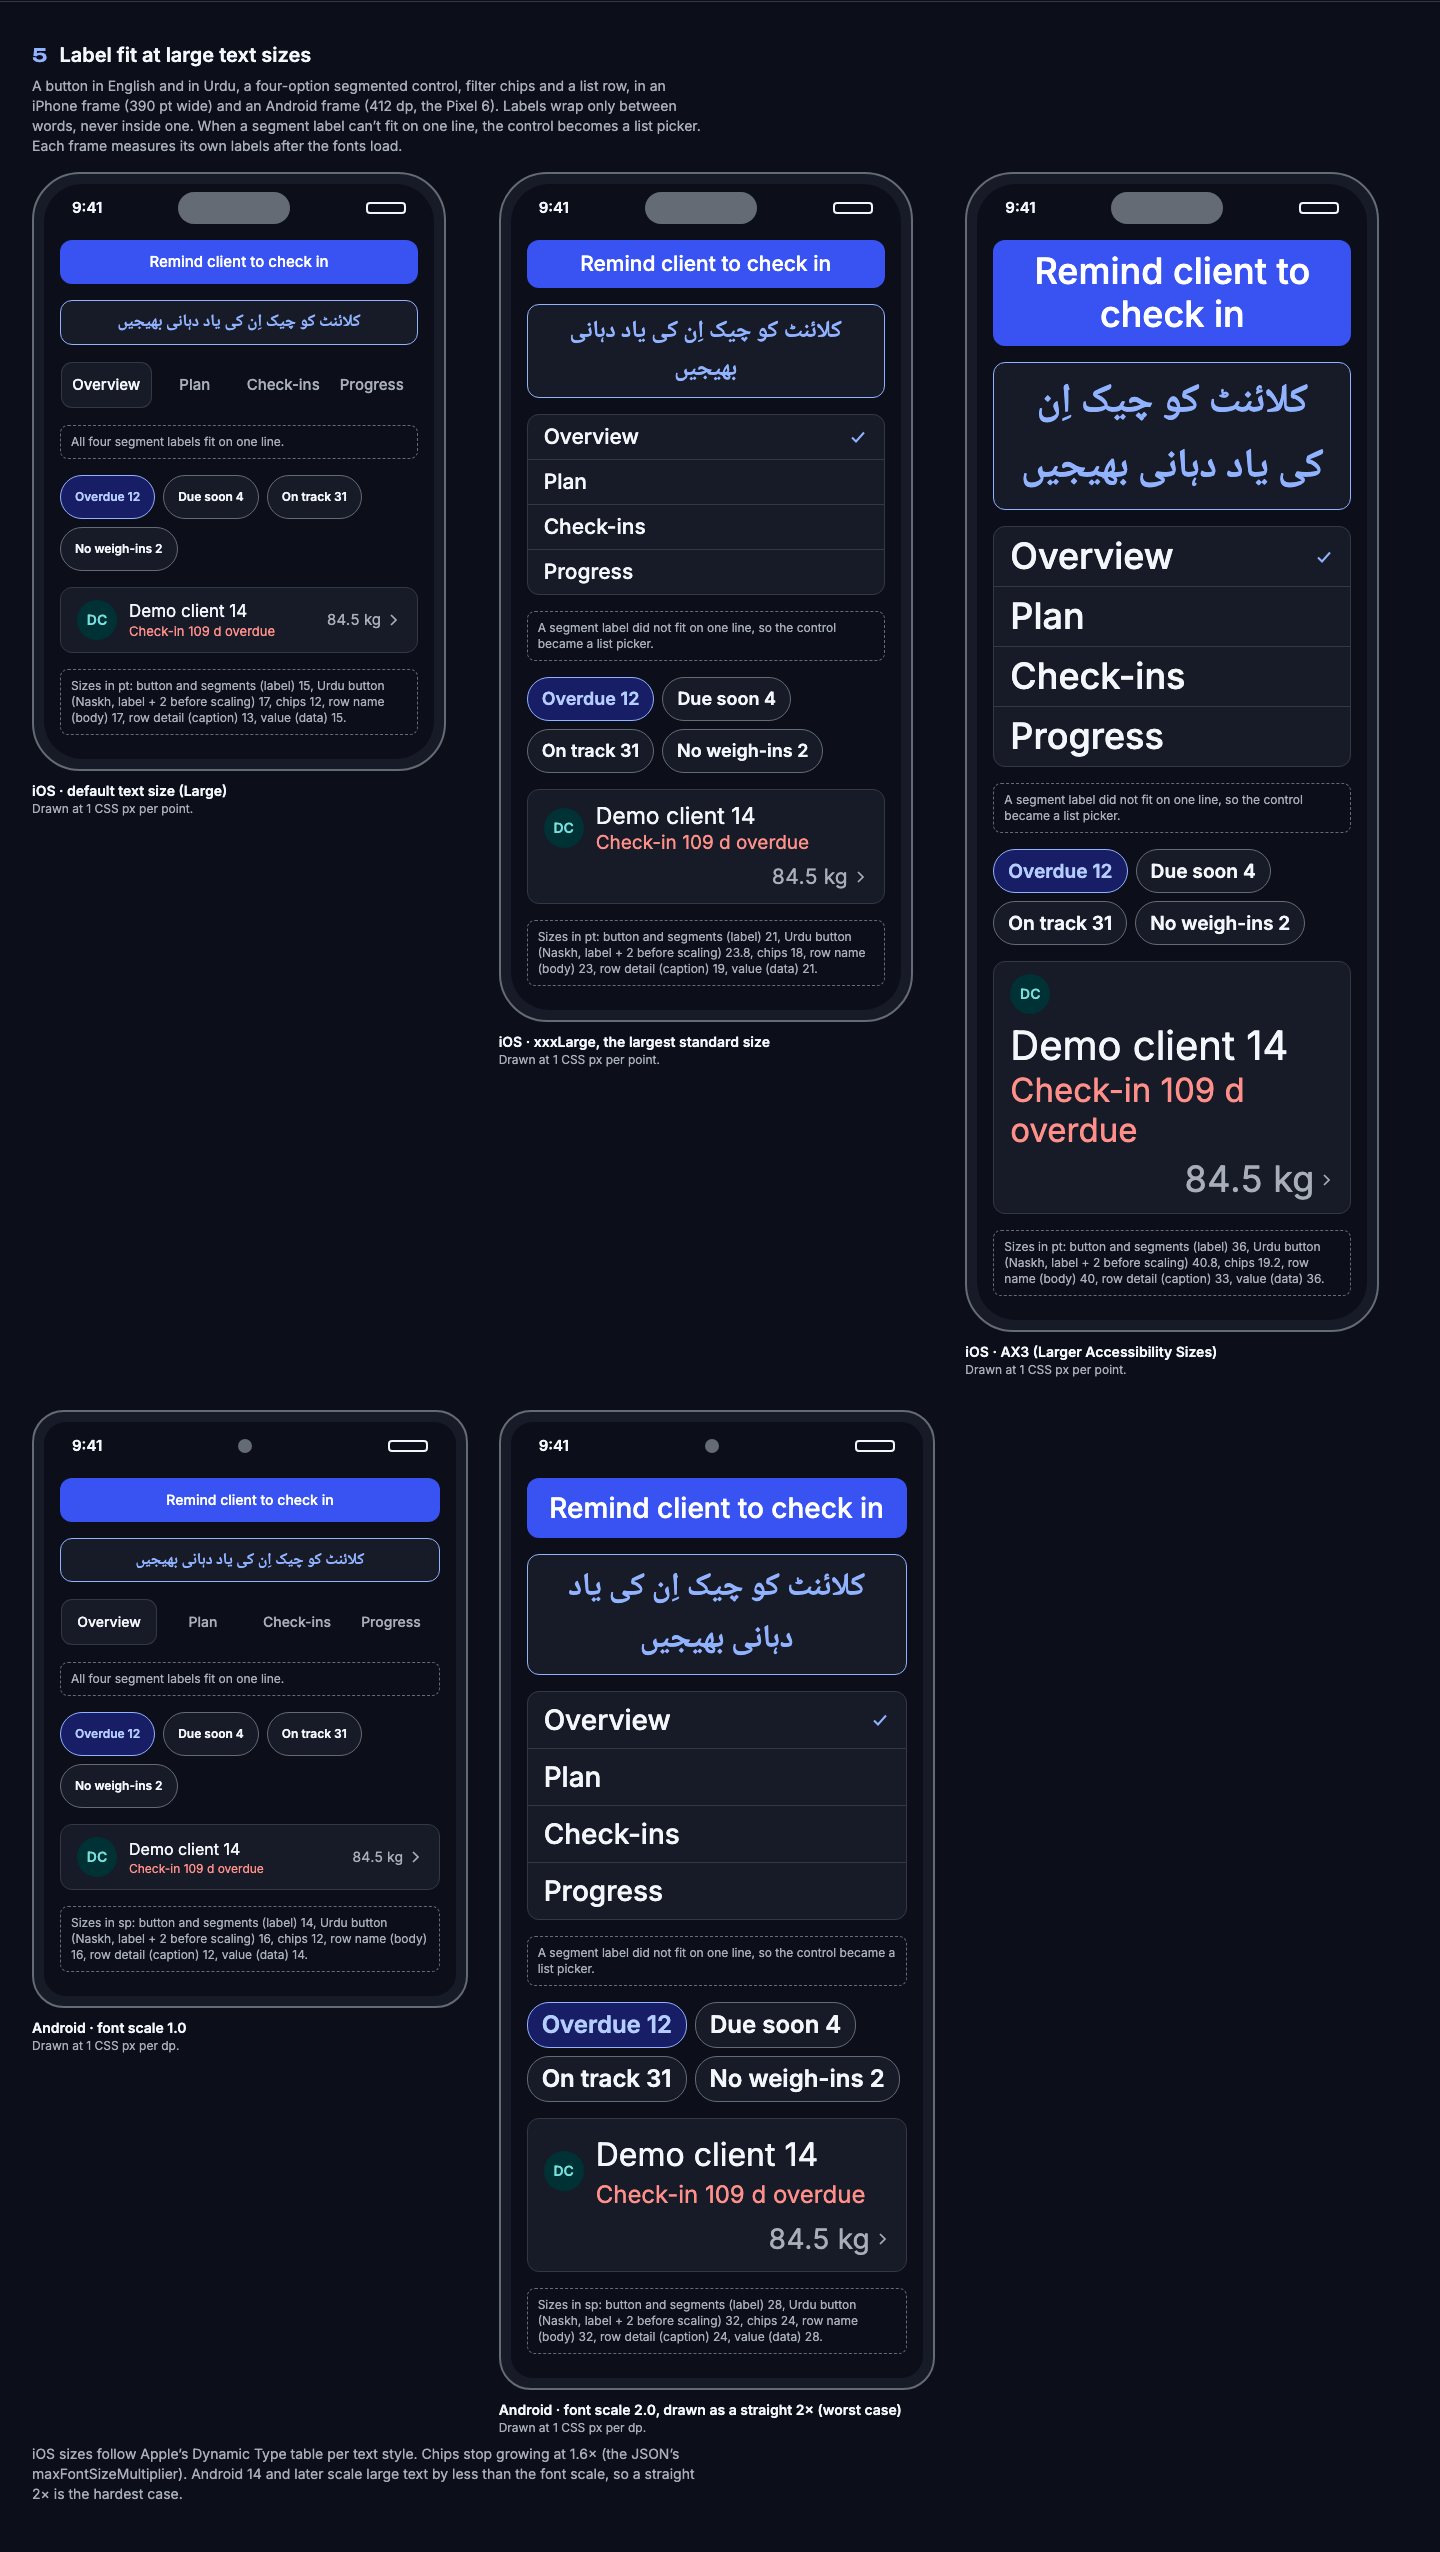 5 Label fit at large text sizes
A button in English and in Urdu, a four-option segmented control, filter chips and a list row, in an
iPhone frame (390 pt wide) and an Android frame (412 dp, the Pixel 6). Labels wrap only between
words, never inside one. When a segment label can’t fit on one line, the control becomes a list picker.
Each frame measures its own labels after the fonts load.
9:41
Remind client to check in
کلائنٹ کو چیک اِن کی یاد دہانی بھیجیں
Overview Plan Check-ins Progress
All four segment labels fit on one line.
Overdue 12 Due soon 4 On track 31
No weigh-ins 2
DC
Demo client 14
Check-in 109 d overdue
84.5 kg
Sizes in pt: button and segments (label) 15, Urdu button
(Naskh, label + 2 before scaling) 17, chips 12, row name
(body) 17, row detail (caption) 13, value (data) 15.
iOS · default text size (Large)
Drawn at 1 CSS px per point.
9:41
Remind client to check in
کلائنٹ کو چیک اِن کی یاد دہانی
بھیجیں
Overview
Plan
Check-ins
Progress
A segment label did not fit on one line, so the control
became a list picker.
Overdue 12 Due soon 4
On track 31 No weigh-ins 2
DC
Demo client 14
Check-in 109 d overdue
84.5 kg
Sizes in pt: button and segments (label) 21, Urdu button
(Naskh, label + 2 before scaling) 23.8, chips 18, row name
(body) 23, row detail (caption) 19, value (data) 21.
iOS · xxxLarge, the largest standard size
Drawn at 1 CSS px per point.
9:41
Remind client to
check in
کلائنٹ کو چیک اِن
کی یاد دہانی بھیجیں
Overview
Plan
Check-ins
Progress
A segment label did not fit on one line, so the control
became a list picker.
Overdue 12 Due soon 4
On track 31 No weigh-ins 2
DC
Demo client 14
Check-in 109 d
overdue
84.5 kg
Sizes in pt: button and segments (label) 36, Urdu button
(Naskh, label + 2 before scaling) 40.8, chips 19.2, row
name (body) 40, row detail (caption) 33, value (data) 36.
iOS · AX3 (Larger Accessibility Sizes)
Drawn at 1 CSS px per point.
9:41
Remind client to check in
کلائنٹ کو چیک اِن کی یاد دہانی بھیجیں
Overview Plan Check-ins Progress
All four segment labels fit on one line.
Overdue 12 Due soon 4 On track 31
No weigh-ins 2
DC
Demo client 14
Check-in 109 d overdue
84.5 kg
Sizes in sp: button and segments (label) 14, Urdu button
(Naskh, label + 2 before scaling) 16, chips 12, row name (body)
16, row detail (caption) 12, value (data) 14.
Android · font scale 1.0
Drawn at 1 CSS px per dp.
9:41
Remind client to check in
کلائنٹ کو چیک اِن کی یاد
دہانی بھیجیں
Overview
Plan
Check-ins
Progress
A segment label did not fit on one line, so the control became a
list picker.
Overdue 12 Due soon 4
On track 31 No weigh-ins 2
DC
Demo client 14
Check-in 109 d overdue
84.5 kg
Sizes in sp: button and segments (label) 28, Urdu button
(Naskh, label + 2 before scaling) 32, chips 24, row name
(body) 32, row detail (caption) 24, value (data) 28.
Android · font scale 2.0, drawn as a straight 2× (worst case)
Drawn at 1 CSS px per dp.
iOS sizes follow Apple’s Dynamic Type table per text style. Chips stop growing at 1.6× (the JSON’s
maxFontSizeMultiplier). Android 14 and later scale large text by less than the font scale, so a straight
2× is the hardest case.